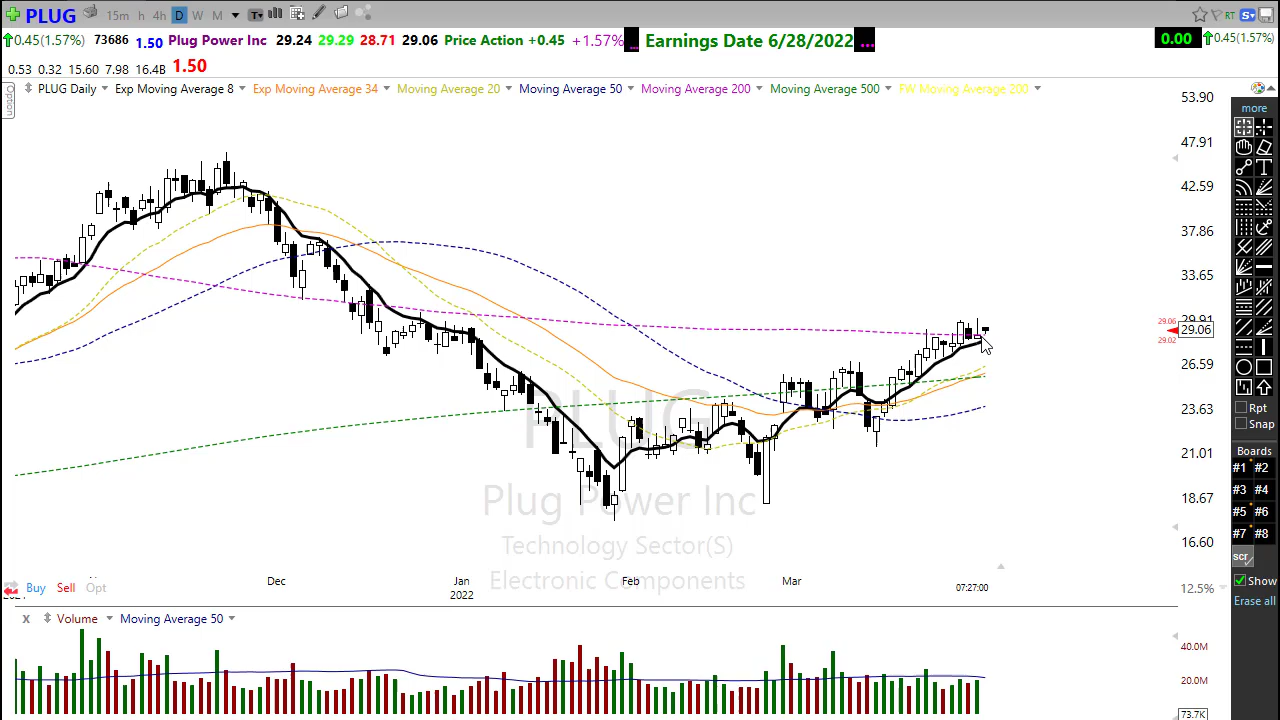 PLUG 15m h 4h D W M T RT S
0.45(1.57%) 73686 1.50 Plug Power Inc 29.24 29.29 28.71 29.06 Price Action +0.45 +1.57% ... Earnings Date 6/28/2022 ... 0.00 0.45(1.57%)
0.53 0.32 15.60 7.98 16.4B 1.50
Option
PLUG Daily Exp Moving Average 8 Exp Moving Average 34 Moving Average 20 Moving Average 50 Moving Average 200 Moving Average 500 FW Moving Average 200
53.90
47.91
42.59
37.86
33.65
29.06
29.06
29.02
26.59
23.63
21.01
18.67
16.60
12.5%
PLUG
Plug Power Inc
Technology Sector(S)
Electronic Components
Dec Jan Feb Mar
2022
07:27:00
Buy Sell Opt
more
T
Rpt
Snap
Boards
#1 #2
#3 #4
#5 #6
#7 #8
scr
Show
Erase all
x Volume Moving Average 50
40.0M
20.0M
73.7K